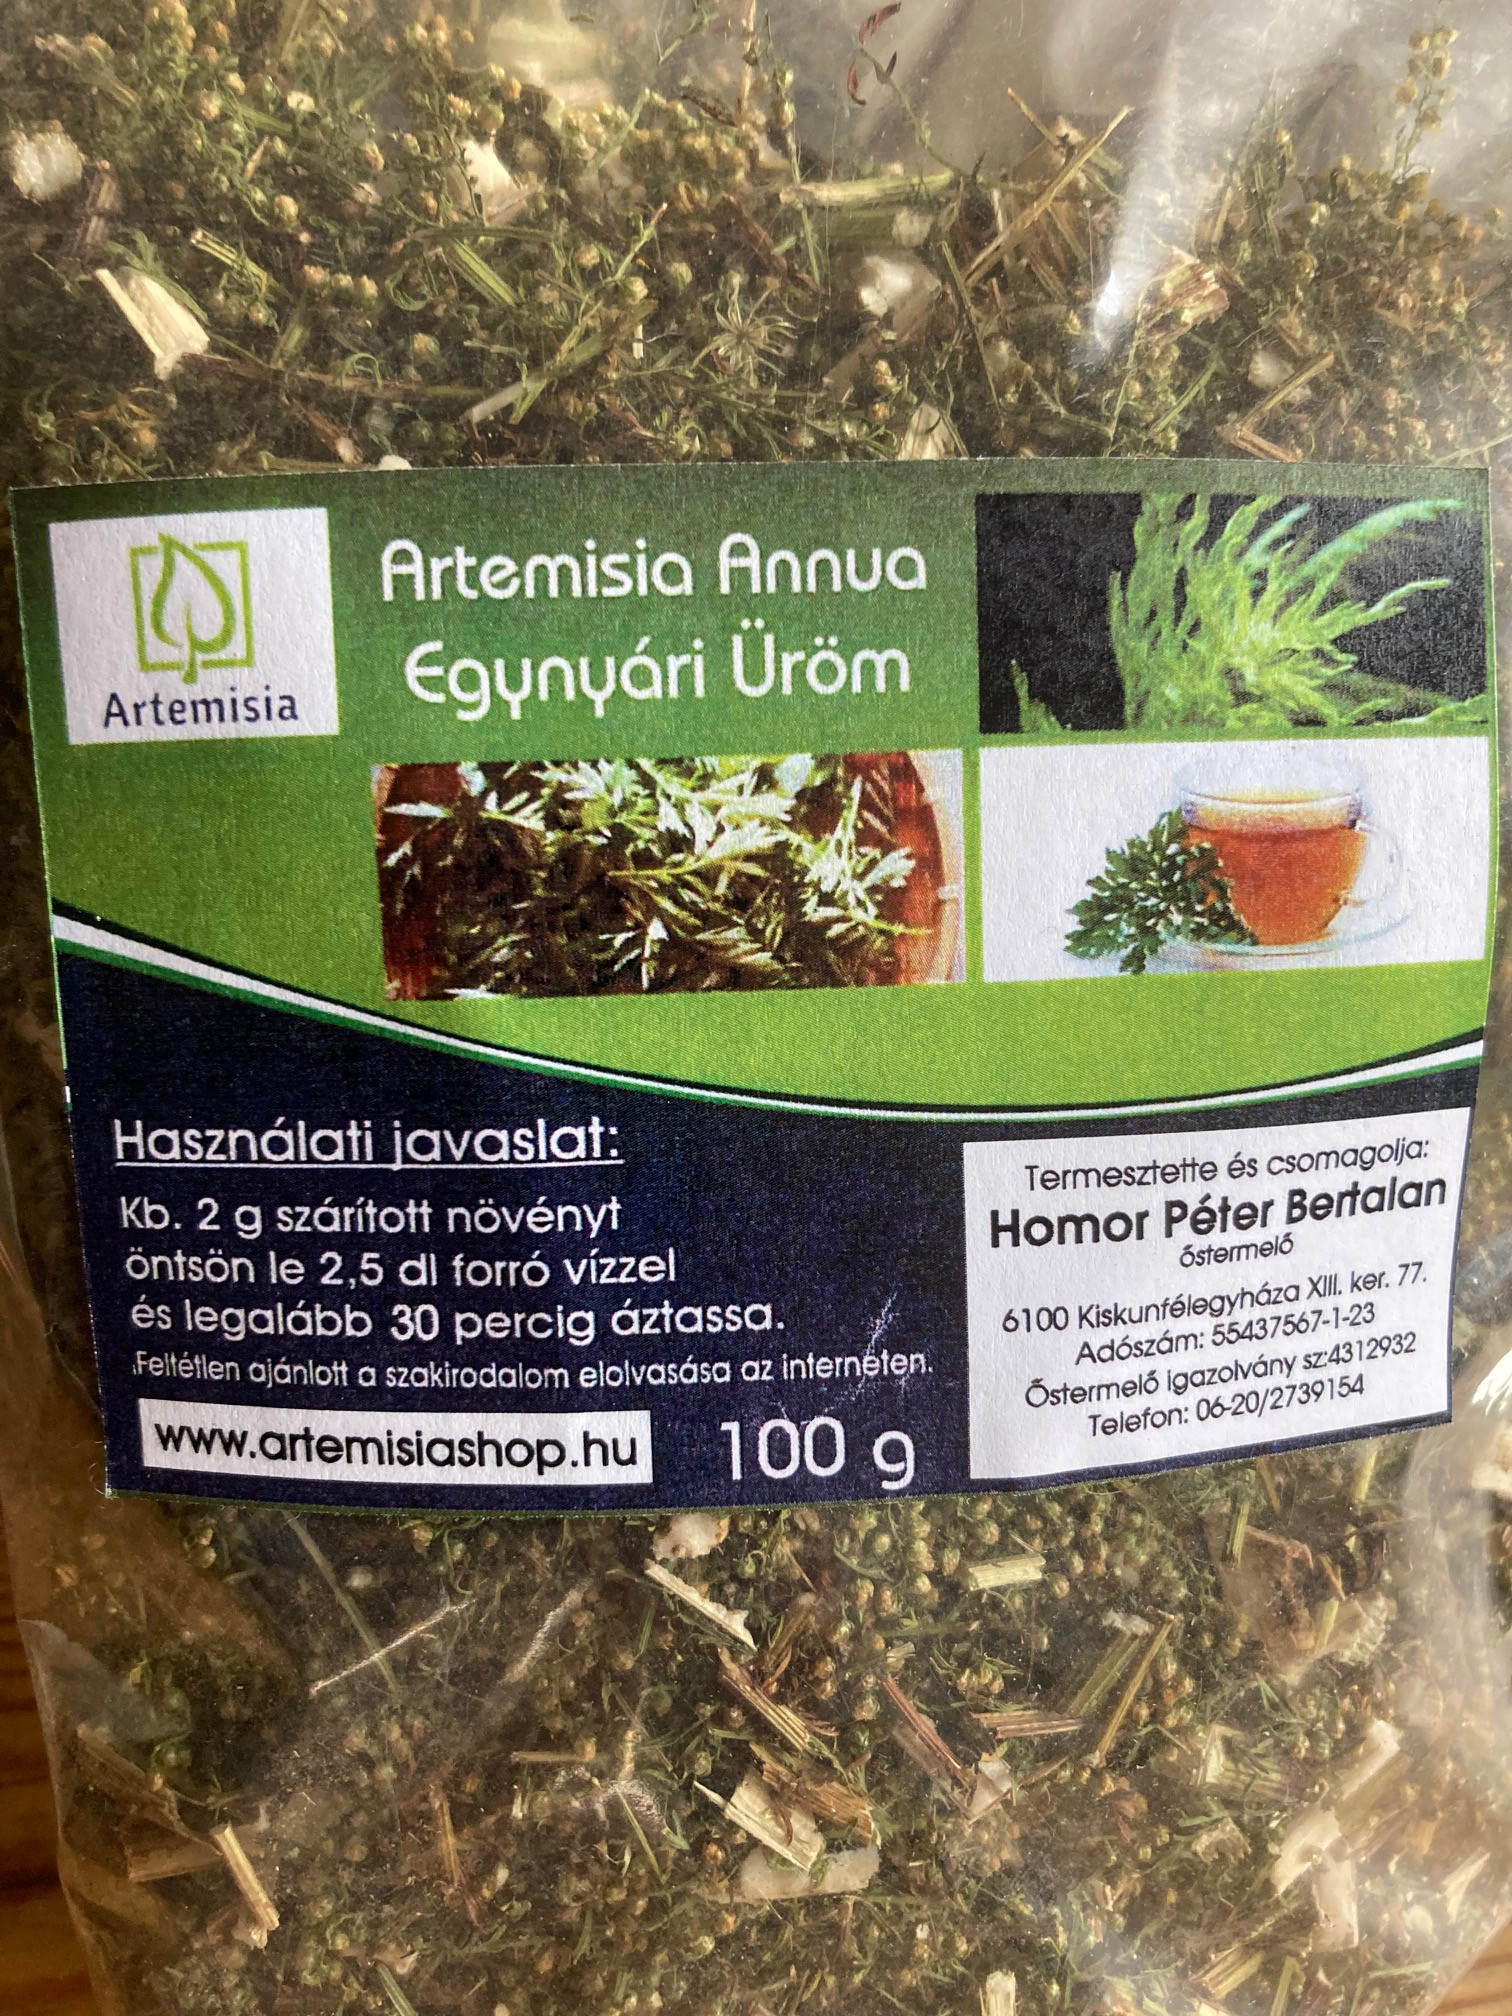 Artemisia
Artemisia Annua
Egynyári Üröm
Használati javaslat:
Kb. 2 g szárított növényt
öntsön le 2,5 dl forró vízzel
és legalább 30 percig áztassa.
Feltétlen ajánlott a szakirodalom elolvasása az interneten.
www.artemisiashop.hu
100 g
Termesztette és csomagolja:
Homor Péter Bertalan
őstermelő
6100 Kiskunfélegyháza XIII. ker. 77.
Adószám: 55437567-1-23
Őstermelő igazolvány sz:4312932
Telefon: 06-20/2739154